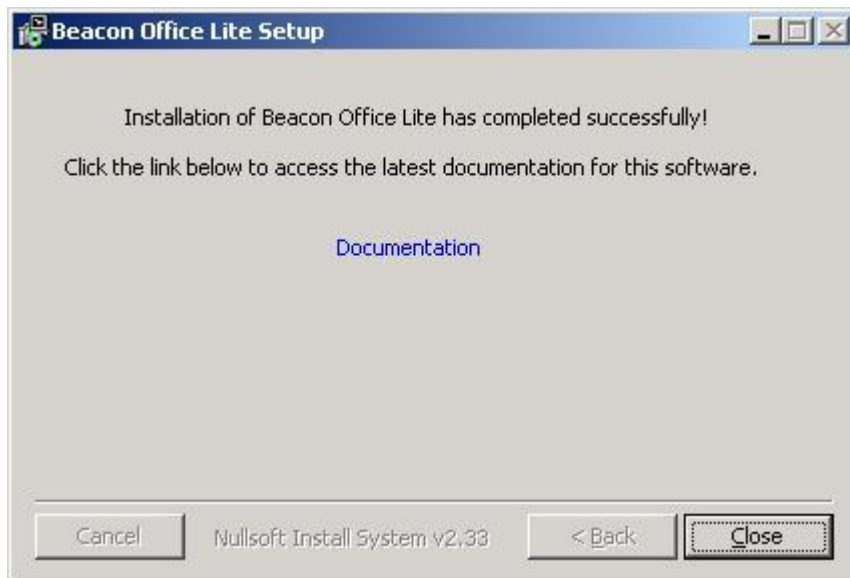 Beacon Office Lite Setup
Installation of Beacon Office Lite has completed successfully!
Click the link below to access the latest documentation for this software.
Documentation
Cancel Nullsoft Install System v2.33 < Back Close